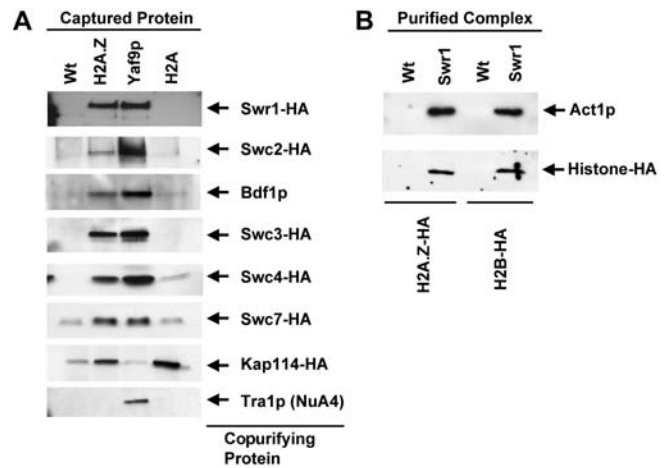 A
Captured Protein
Wt
H2A.Z
Yaf9p
H2A
Swr1-HA
Swc2-HA
Bdf1p
Swc3-HA
Swc4-HA
Swc7-HA
Kap114-HA
Tra1p (NuA4)
Copurifying
Protein
B
Purified Complex
Wt
Swr1
Wt
Swr1
Act1p
Histone-HA
H2A.Z-HA
H2B-HA